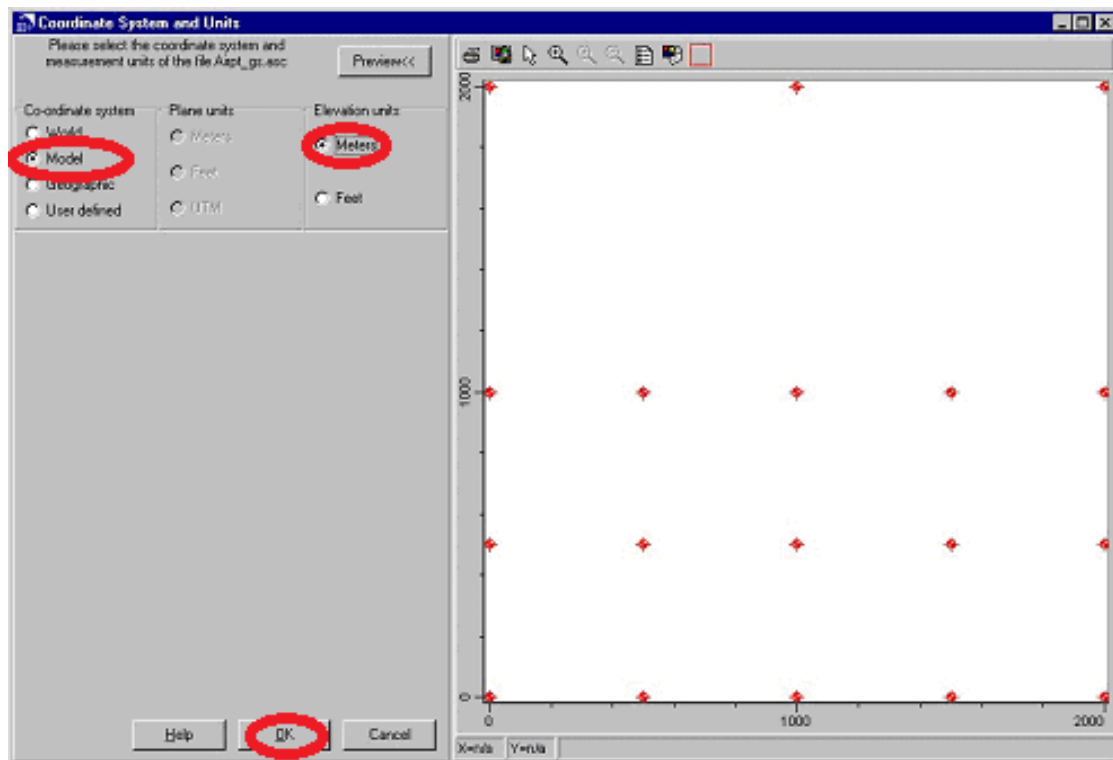 Coordinate System and Units
Please select the coordinate system and
measurement units of the file Airpt_gs.asc
Preview<<
Co-ordinate system
Plane units
Elevation units
World
Meters
Meters
Model
Feet
Geographic
Feet
User defined
UTM
Help
OK
Cancel
2000
1000
0
0
1000
2000
X=n/a
Y=n/a